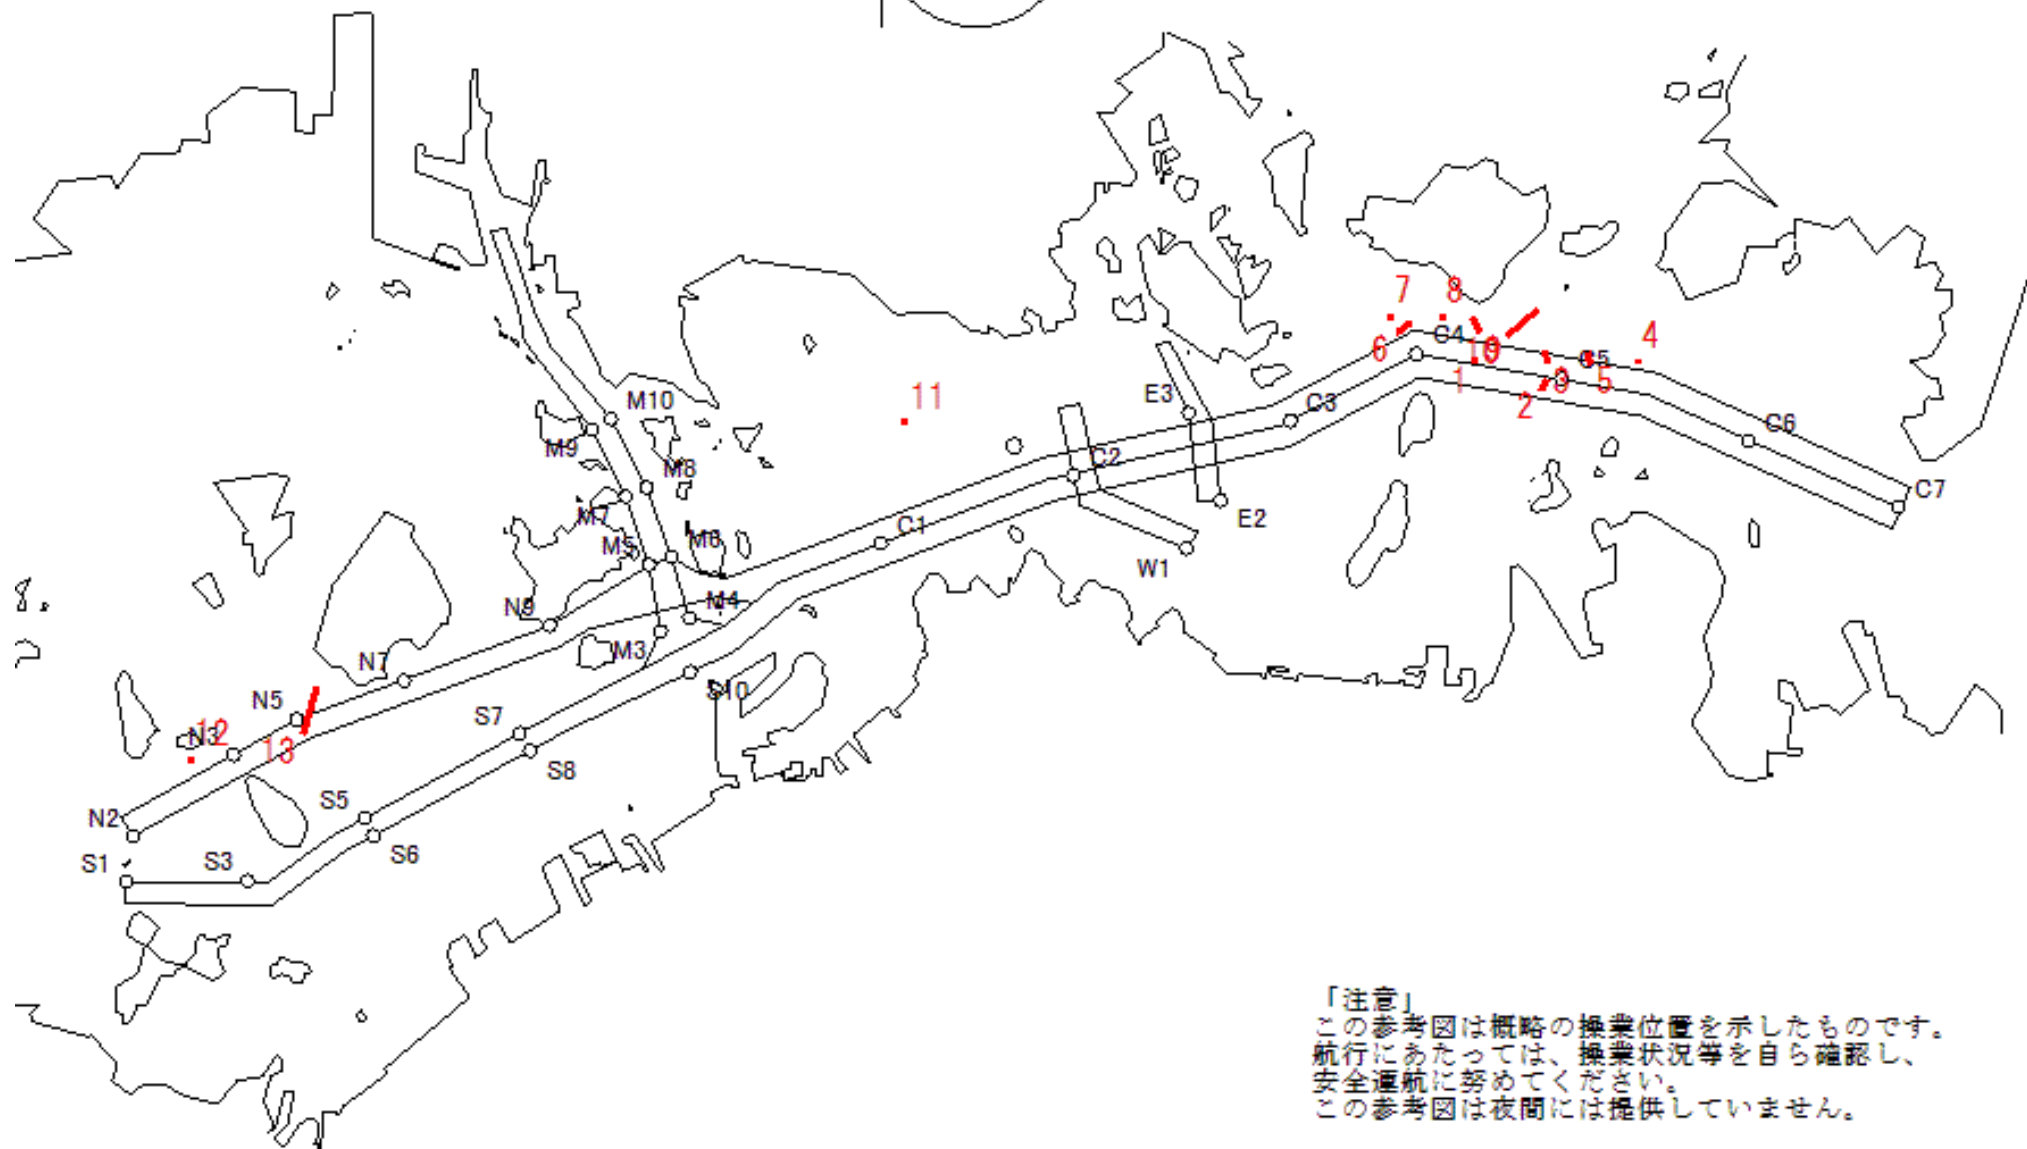 7
8
C4
6
10
9
C5
4
1
3
5
2
M10
11
E3
C3
C6
M9
M8
C2
C7
M7
E2
C1
M5
M6
W1
N9
M4
M3
N7
S10
N5
S7
N3
12
13
S8
S5
N2
S6
S1
S3
「注意」
この参考図は概略の操業位置を示したものです。
航行にあたっては、操業状況等を自ら確認し、
安全運航に努めてください。
この参考図は夜間には提供していません。